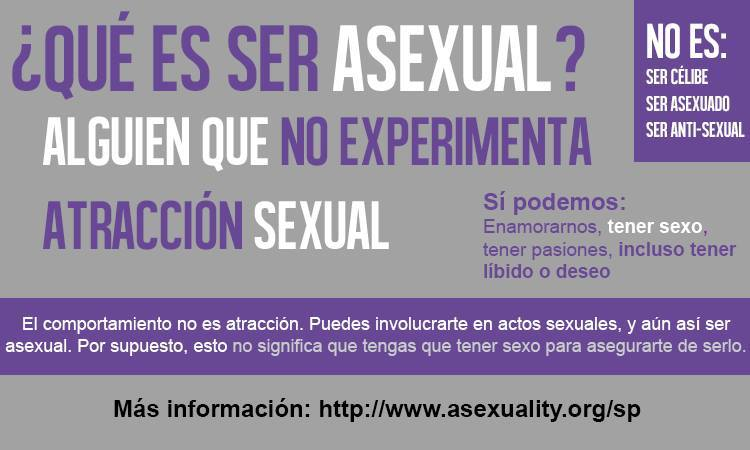 ¿QUÉ ES SER ASEXUAL?
ALGUIEN QUE NO EXPERIMENTA
ATRACCIÓN SEXUAL
NO ES:
SER CÉLIBE
SER ASEXUADO
SER ANTI-SEXUAL
Sí podemos:
Enamorarnos, tener sexo,
tener pasiones, incluso tener
líbido o deseo
El comportamiento no es atracción. Puedes involucrarte en actos sexuales, y aún así ser
asexual. Por supuesto, esto no significa que tengas que tener sexo para asegurarte de serlo.
Más información: http://www.asexuality.org/sp